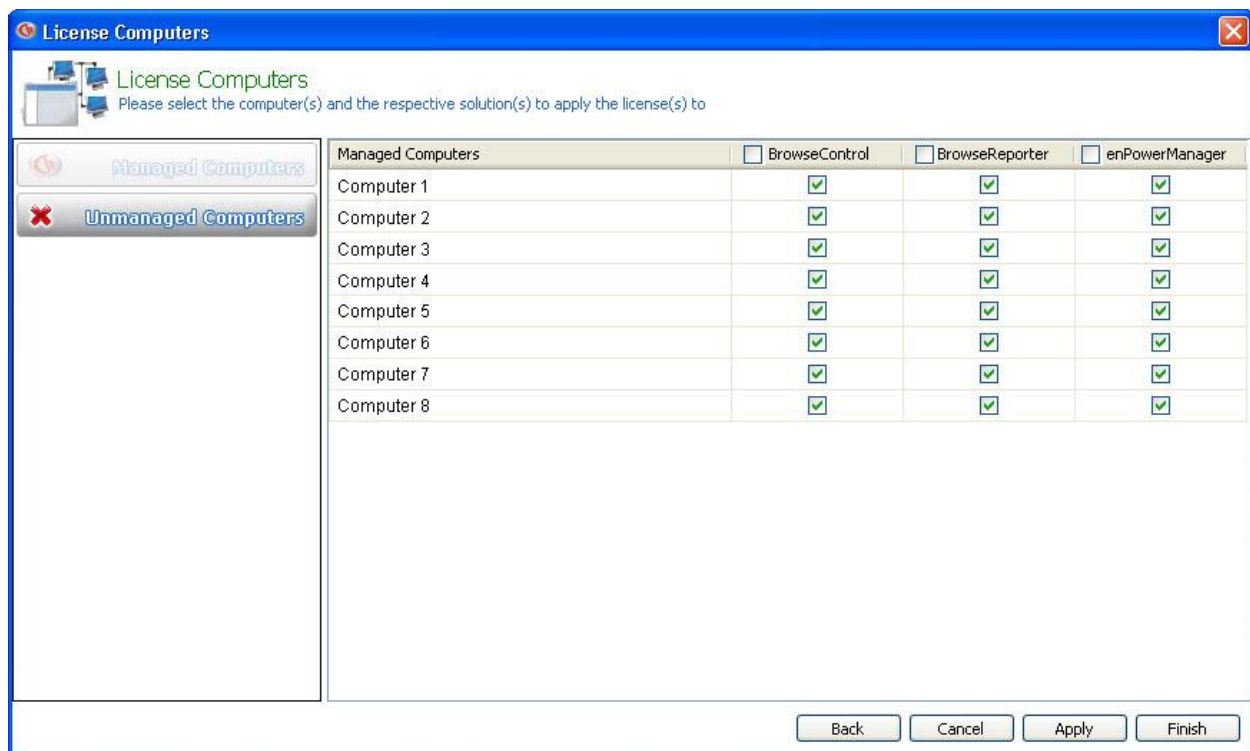 License Computers
License Computers
Please select the computer(s) and the respective solution(s) to apply the license(s) to
Managed Computers
Unmanaged Computers
Managed Computers BrowseControl BrowseReporter enPowerManager
Computer 1
Computer 2
Computer 3
Computer 4
Computer 5
Computer 6
Computer 7
Computer 8
Back Cancel Apply Finish